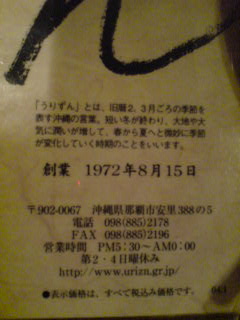 ん
「うりずん」とは、旧暦2、3月ごろの季節を
表す沖縄の言葉。短い冬が終わり、大地や大
気に潤いが増して、春から夏へと微妙に季節
が変化していく時期のことをいいます。
創業 1972年8月15日
〒902-0067 沖縄県那覇市安里388の5
電話 098(885)2178
FAX 098(885)2196
営業時間 PM5:30〜AM0:00
第2・4日曜休み
http://www.urizn.gr.jp/
●表示価格は、すべて税込み価格です。